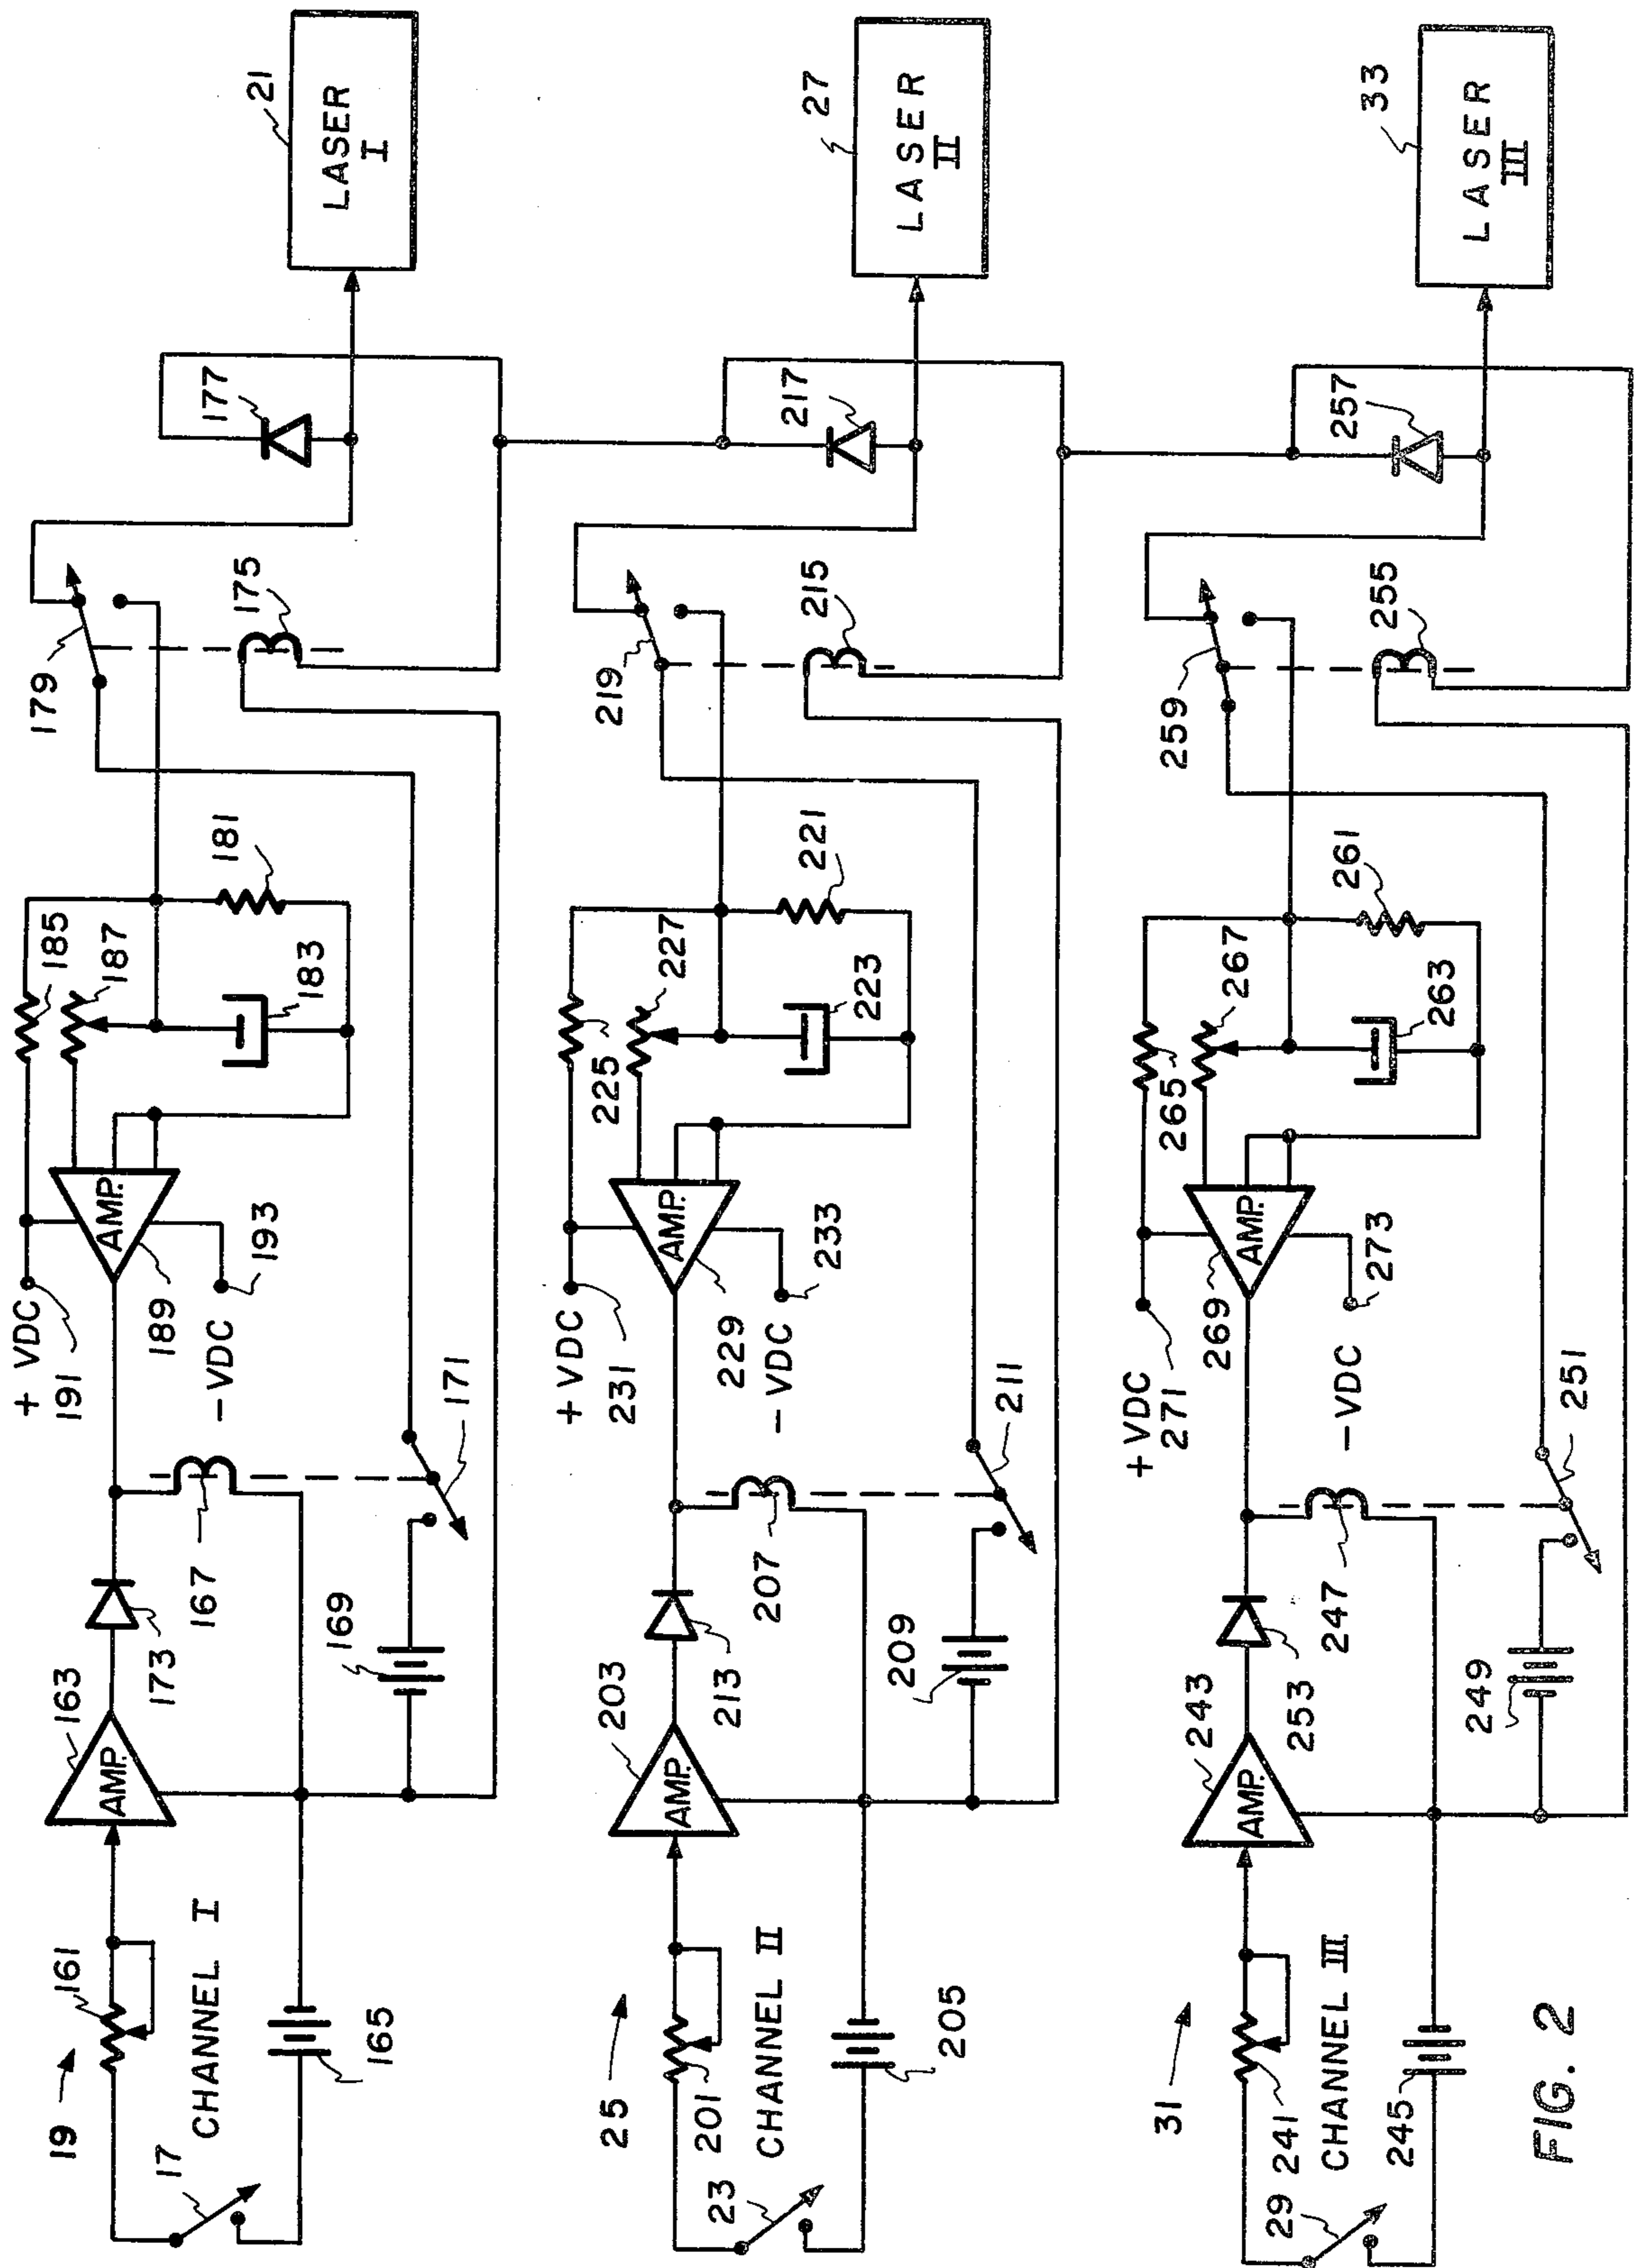 + VDC
191
179
21
185
187
177
LASER
I
181
183
175
19
161
163
173
167
AMP.
AMP.
189
193
- VDC
17
CHANNEL I
165
169
171
+ VDC
231
219
27
225
227
217
LASER
II
221
223
215
25
201
203
213
207
AMP.
AMP.
229
233
- VDC
23
CHANNEL II
205
209
211
+ VDC
271
259
33
265
267
257
LASER
III
261
263
255
31
241
243
253
247
AMP.
AMP.
269
273
- VDC
29
CHANNEL III
245
249
251
FIG. 2